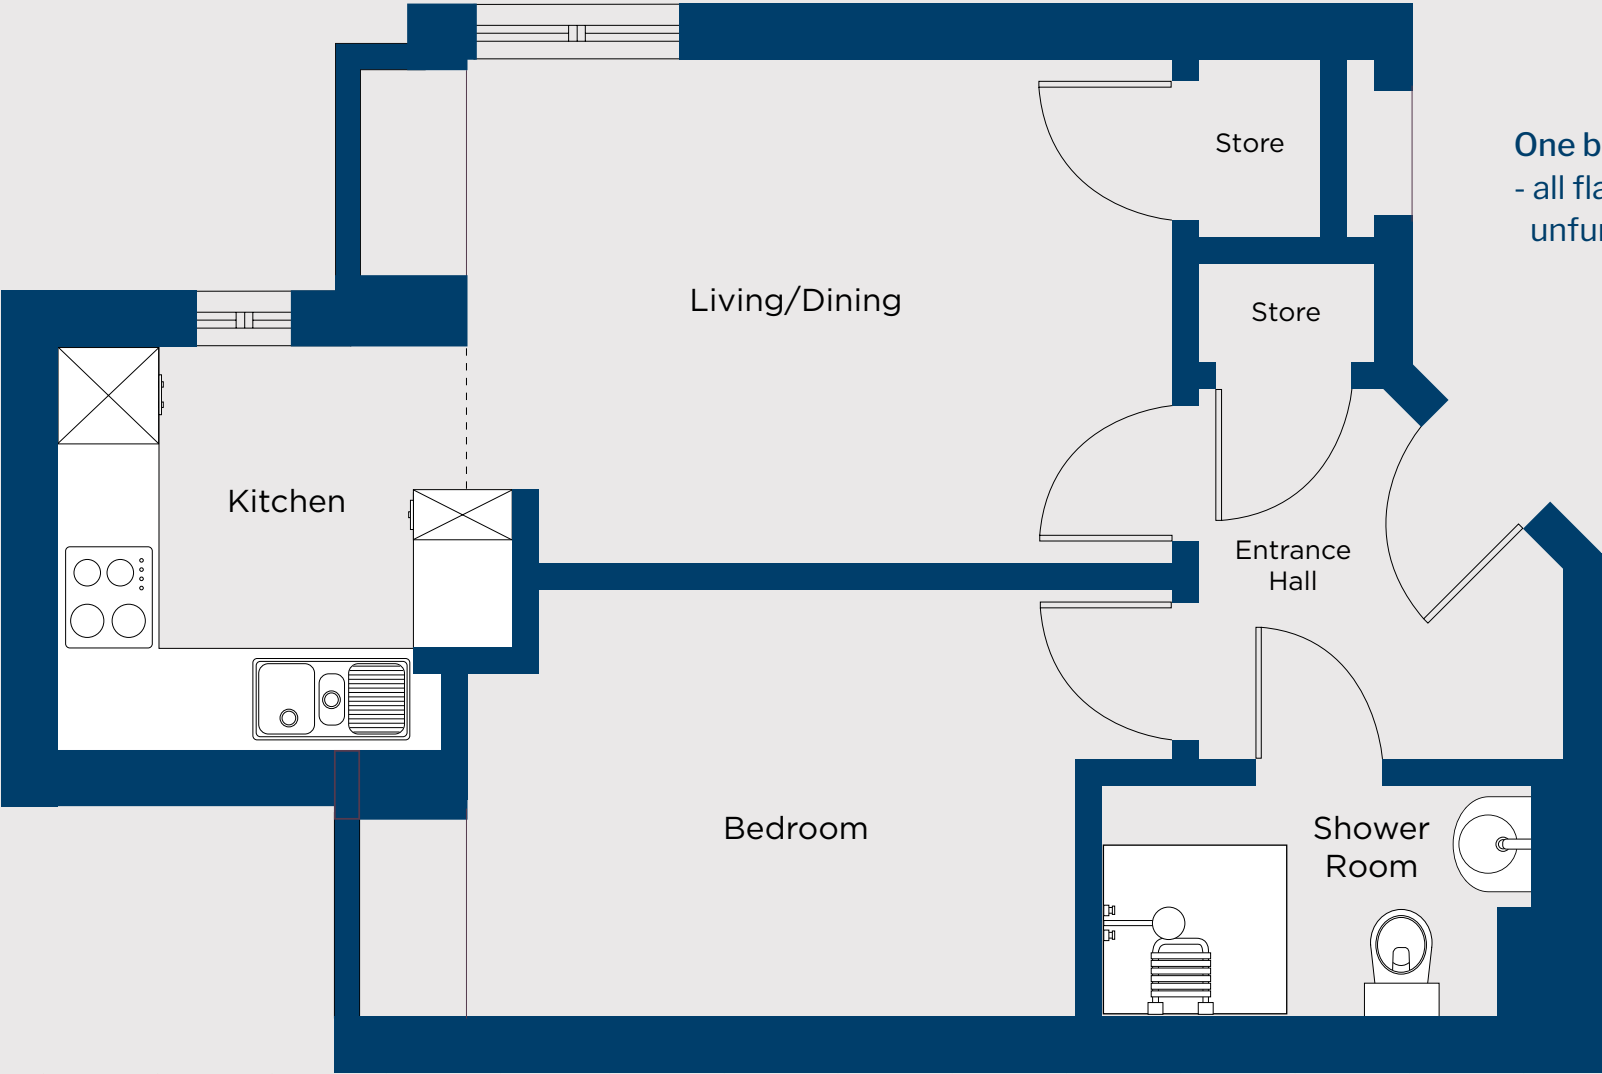 Store
One b
- all fla
unfur
Living/Dining
Store
Kitchen
Entrance
Hall
Bedroom
Shower
Room